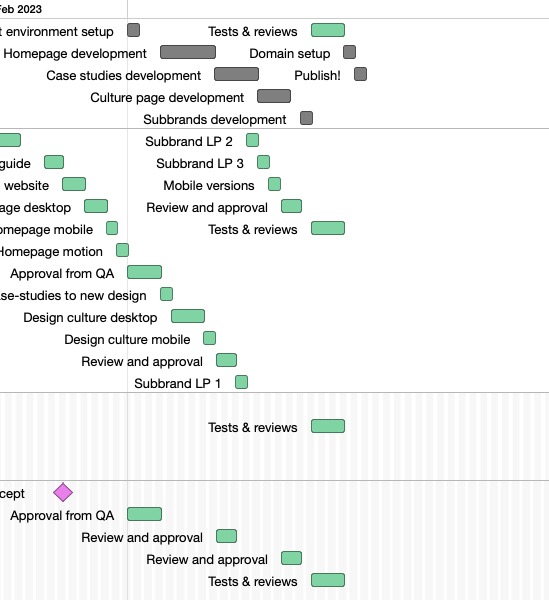 Feb 2023
t environment setup
Tests & reviews
Homepage development
Domain setup
Case studies development
Publish!
Culture page development
Subbrands development
Subbrand LP 2
guide
Subbrand LP 3
website
Mobile versions
age desktop
Review and approval
omepage mobile
Tests & reviews
Homepage motion
Approval from QA
se-studies to new design
Design culture desktop
Design culture mobile
Review and approval
Subbrand LP 1
Tests & reviews
cept
Approval from QA
Review and approval
Review and approval
Tests & reviews